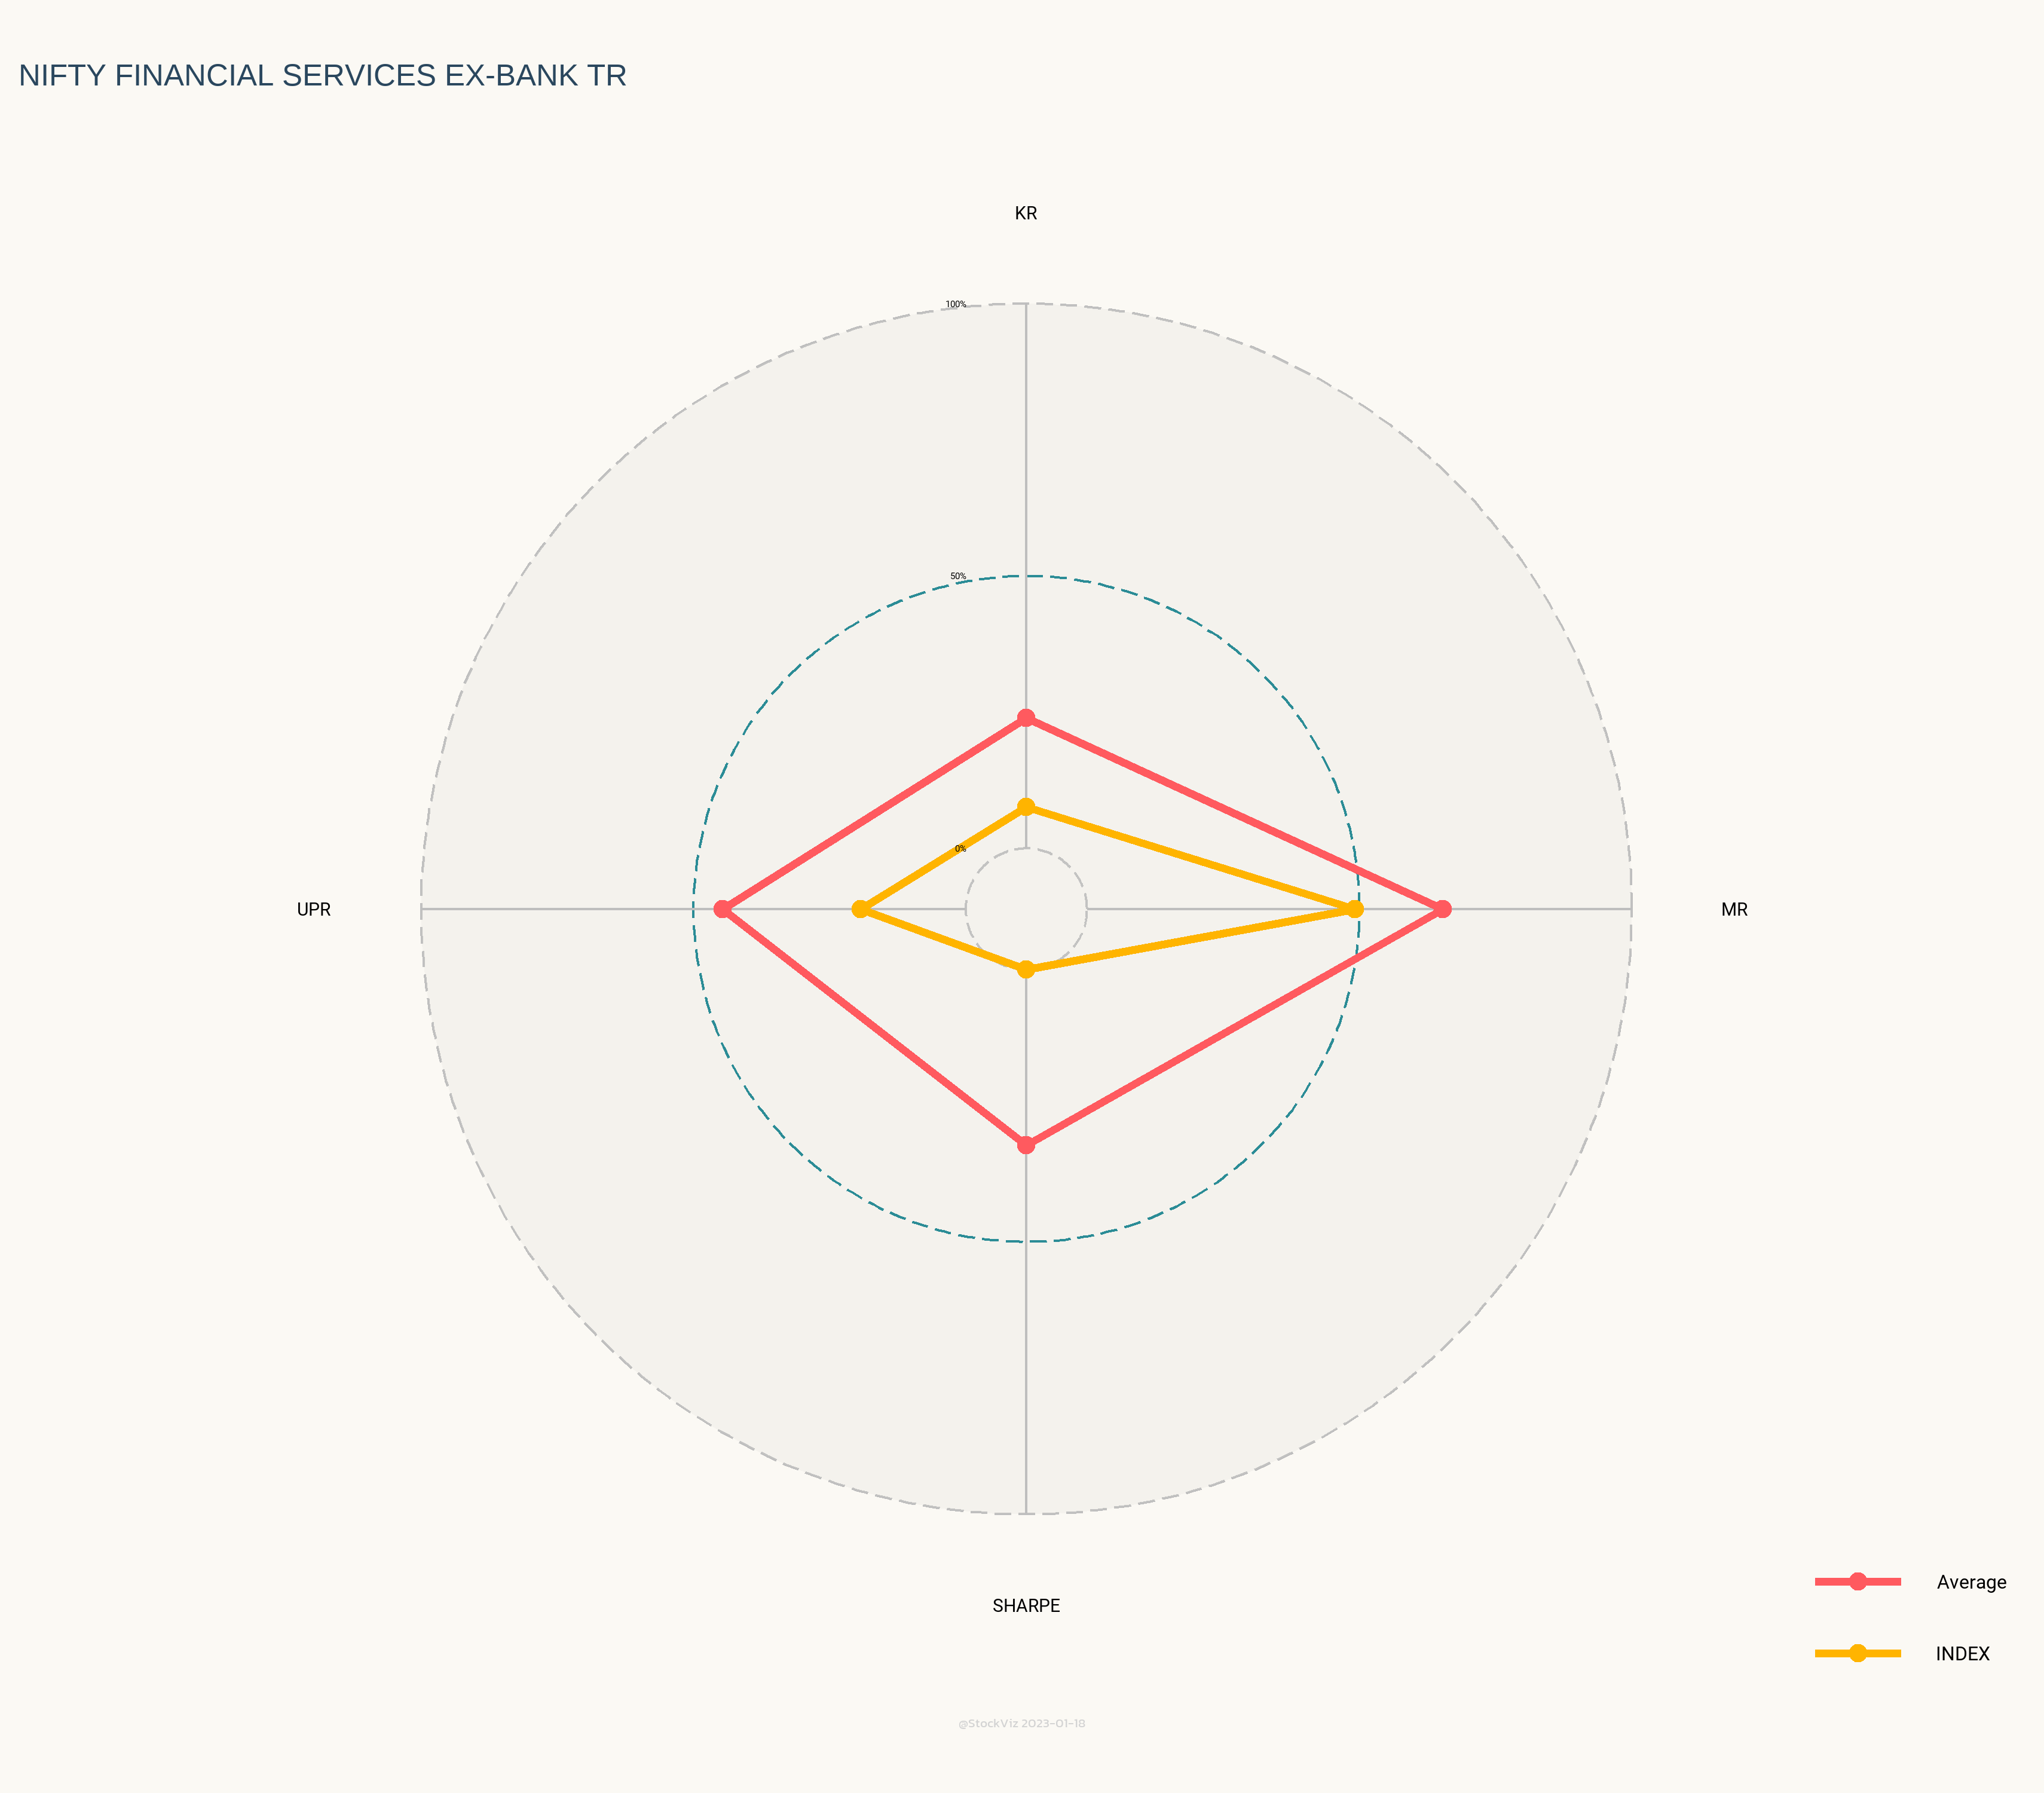 NIFTY FINANCIAL SERVICES EX-BANK TR
KR
100%
50%
0%
UPR
MR
SHARPE
Average
INDEX
@StockViz 2023-01-18